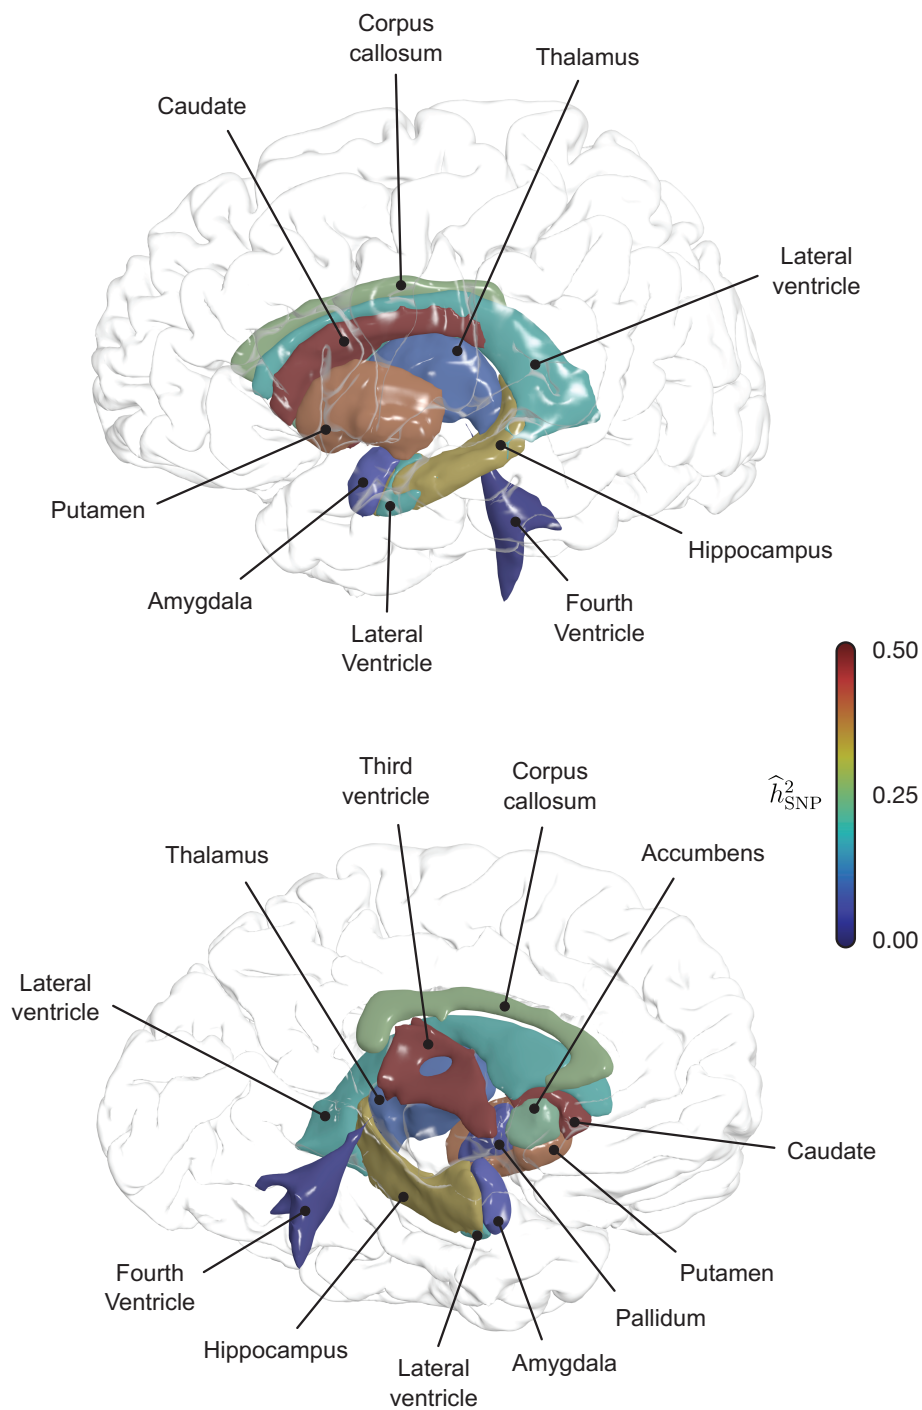 Corpus
callosum
Thalamus
Caudate
Lateral
ventricle
Putamen
Hippocampus
Amygdala
Fourth
Ventricle
Lateral
Ventricle
0.50
ĥ²SNP
0.25
0.00
Third
ventricle
Corpus
callosum
Thalamus
Accumbens
Lateral
ventricle
Caudate
Fourth
Ventricle
Putamen
Pallidum
Hippocampus
Amygdala
Lateral
ventricle